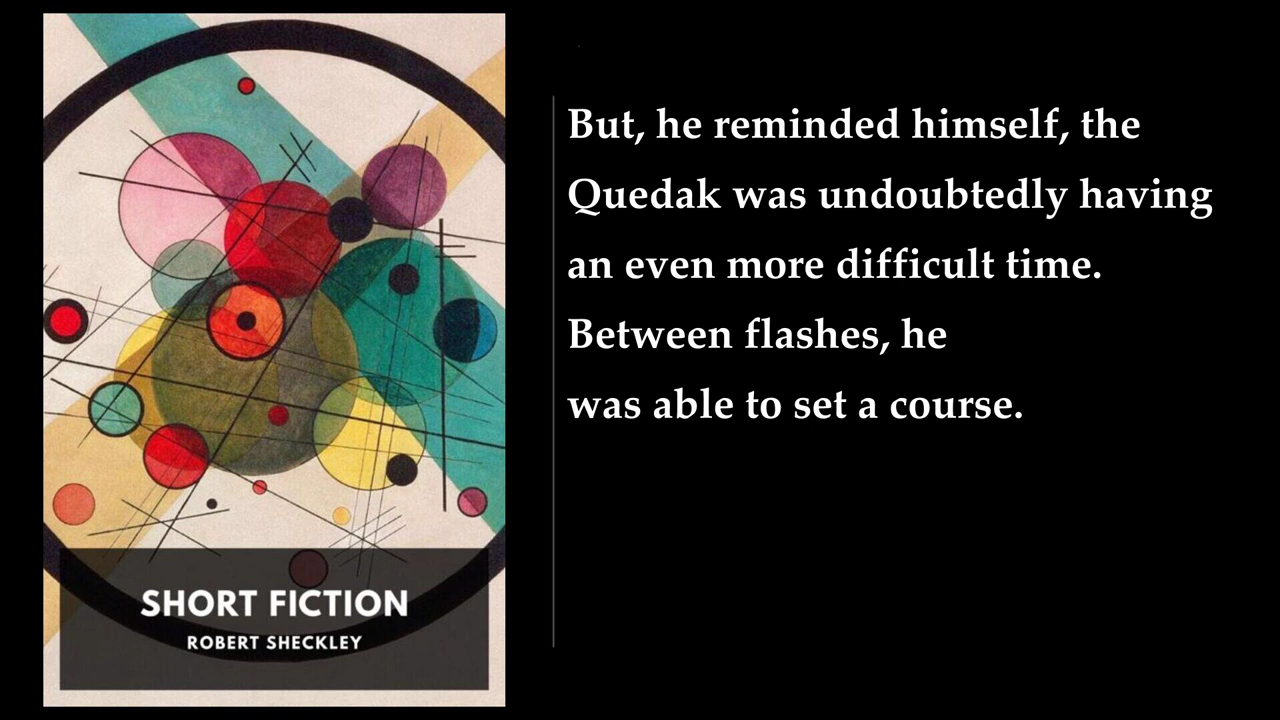 SHORT FICTION
ROBERT SHECKLEY
But, he reminded himself, the
Quedak was undoubtedly having
an even more difficult time.
Between flashes, he
was able to set a course.